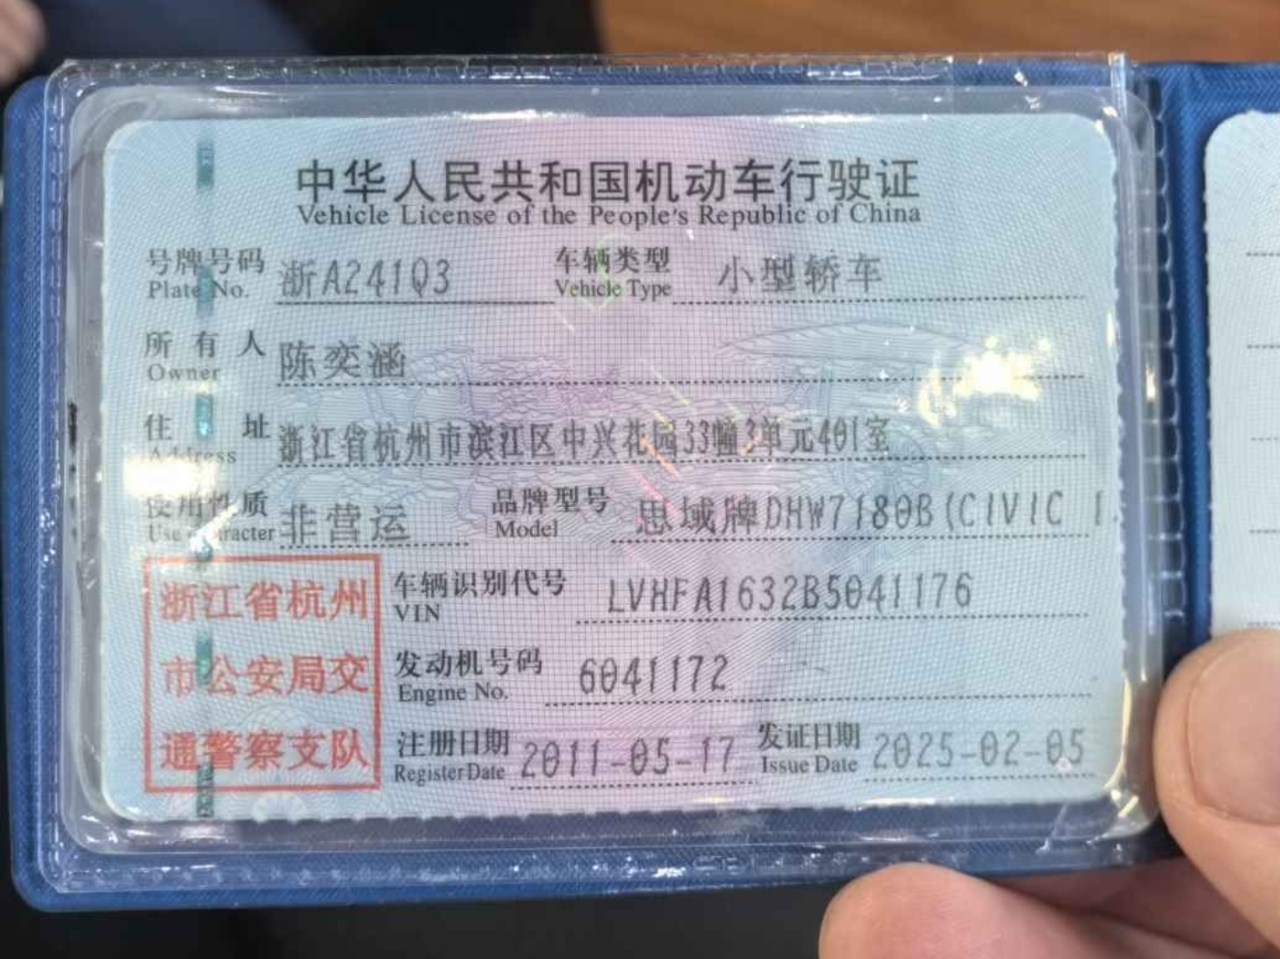 中华人民共和国机动车行驶证
Vehicle License of the People's Republic of China
号牌号码 浙A241Q3 车辆类型 小型轿车
Plate No. Vehicle Type
所有人 陈奕涵
Owner
住址 浙江省杭州市滨江区中兴花园33幢3单元401室
Address
使用性质 非营运 品牌型号 思域牌DHW7180B(CIVIC 1.
Use Character Model
浙江省杭州
市公安局交
通警察支队
车辆识别代号 LVHFA1632B5041176
VIN
发动机号码 6041172
Engine No.
注册日期 2011-05-17 发证日期 2025-02-05
Register Date Issue Date